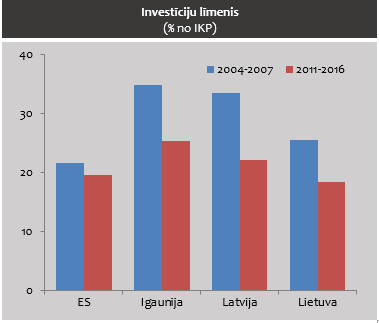 Investīciju līmenis
(% no IKP)
40
2004-2007
2011-2016
30
20
10
0
ES
Igaunija
Latvija
Lietuva